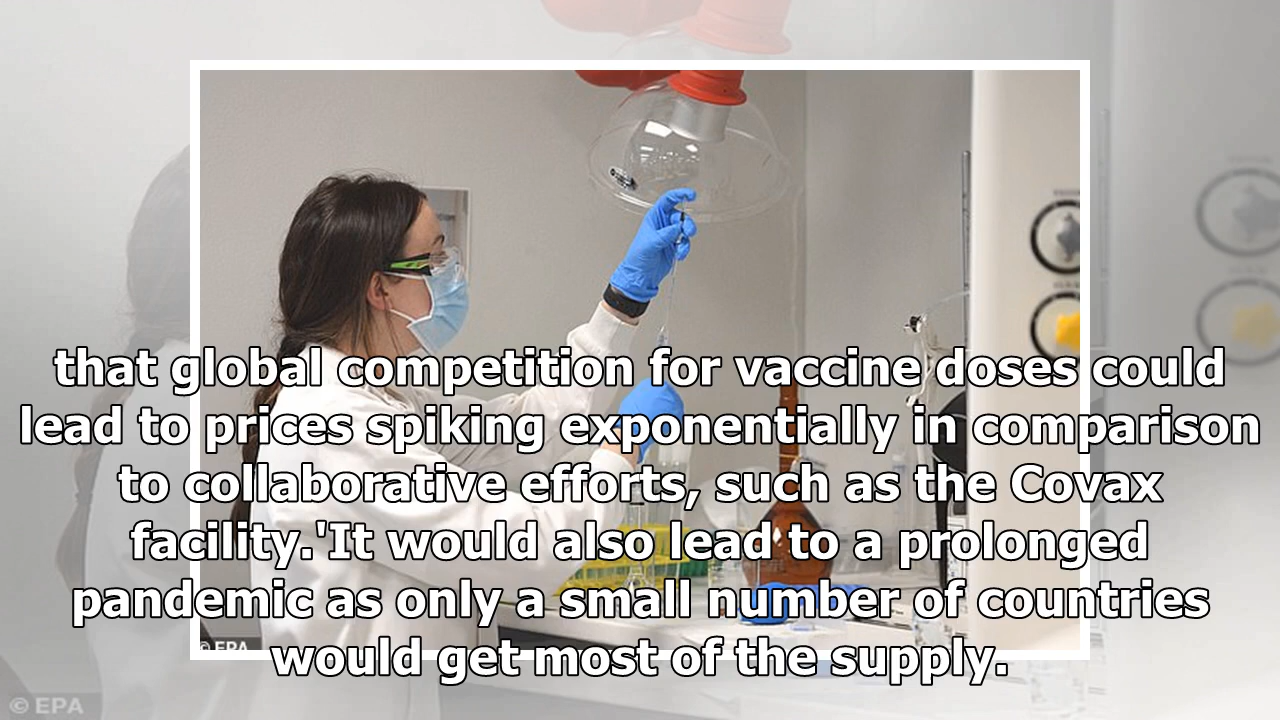 that global competition for vaccine doses could
lead to prices spiking exponentially in comparison
to collaborative efforts, such as the Covax
facility.'It would also lead to a prolonged
pandemic as only a small number of countries
would get most of the supply.
© EPA
© EPA